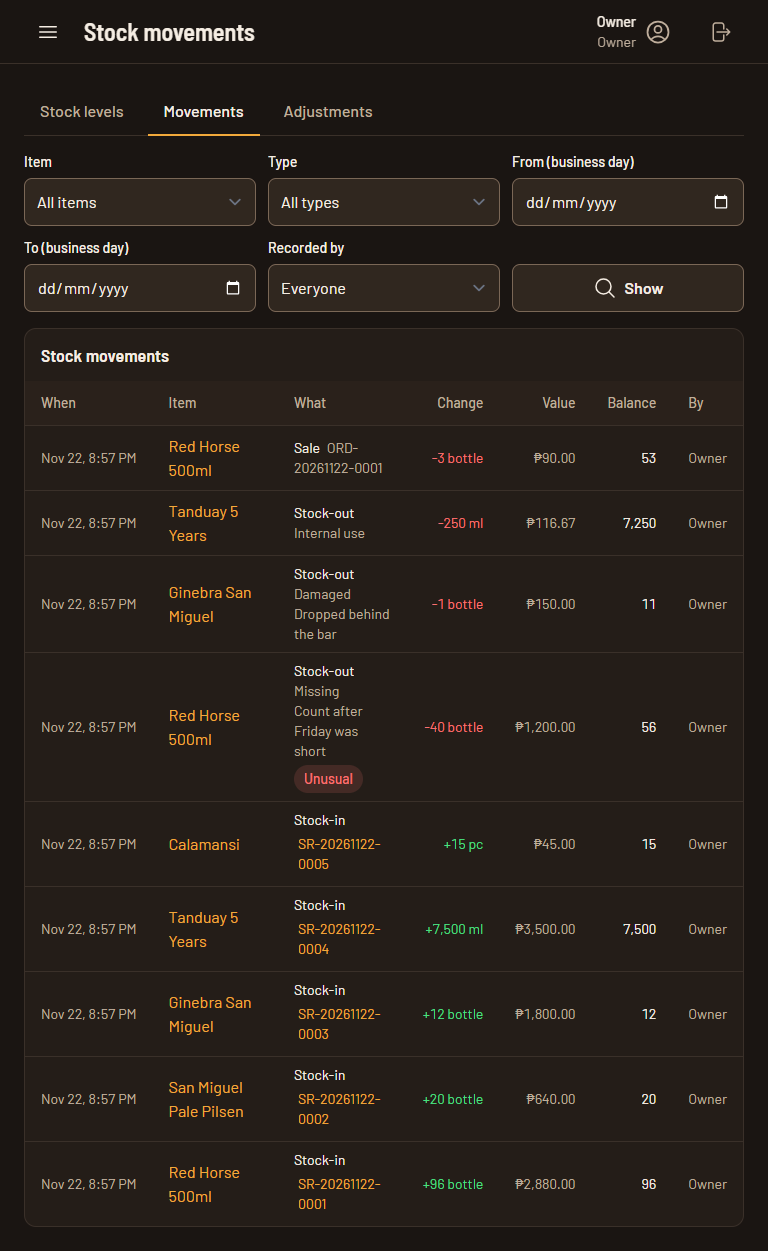 Stock movements
Owner
Owner
Stock levels
Movements
Adjustments
Item
Type
From (business day)
All items
All types
dd/mm/yyyy
To (business day)
Recorded by
dd/mm/yyyy
Everyone
Show
Stock movements
When Item What Change Value Balance By
Nov 22, 8:57 PM
Red Horse
500ml
Sale ORD-
20261122-0001
-3 bottle
₱90.00
53
Owner
Nov 22, 8:57 PM
Tanduay 5
Years
Stock-out
Internal use
-250 ml
₱116.67
7,250
Owner
Nov 22, 8:57 PM
Ginebra San
Miguel
Stock-out
Damaged
Dropped behind
the bar
-1 bottle
₱150.00
11
Owner
Nov 22, 8:57 PM
Red Horse
500ml
Stock-out
Missing
Count after
Friday was
short
Unusual
-40 bottle
₱1,200.00
56
Owner
Nov 22, 8:57 PM
Calamansi
Stock-in
SR-20261122-
0005
+15 pc
₱45.00
15
Owner
Nov 22, 8:57 PM
Tanduay 5
Years
Stock-in
SR-20261122-
0004
+7,500 ml
₱3,500.00
7,500
Owner
Nov 22, 8:57 PM
Ginebra San
Miguel
Stock-in
SR-20261122-
0003
+12 bottle
₱1,800.00
12
Owner
Nov 22, 8:57 PM
San Miguel
Pale Pilsen
Stock-in
SR-20261122-
0002
+20 bottle
₱640.00
20
Owner
Nov 22, 8:57 PM
Red Horse
500ml
Stock-in
SR-20261122-
0001
+96 bottle
₱2,880.00
96
Owner